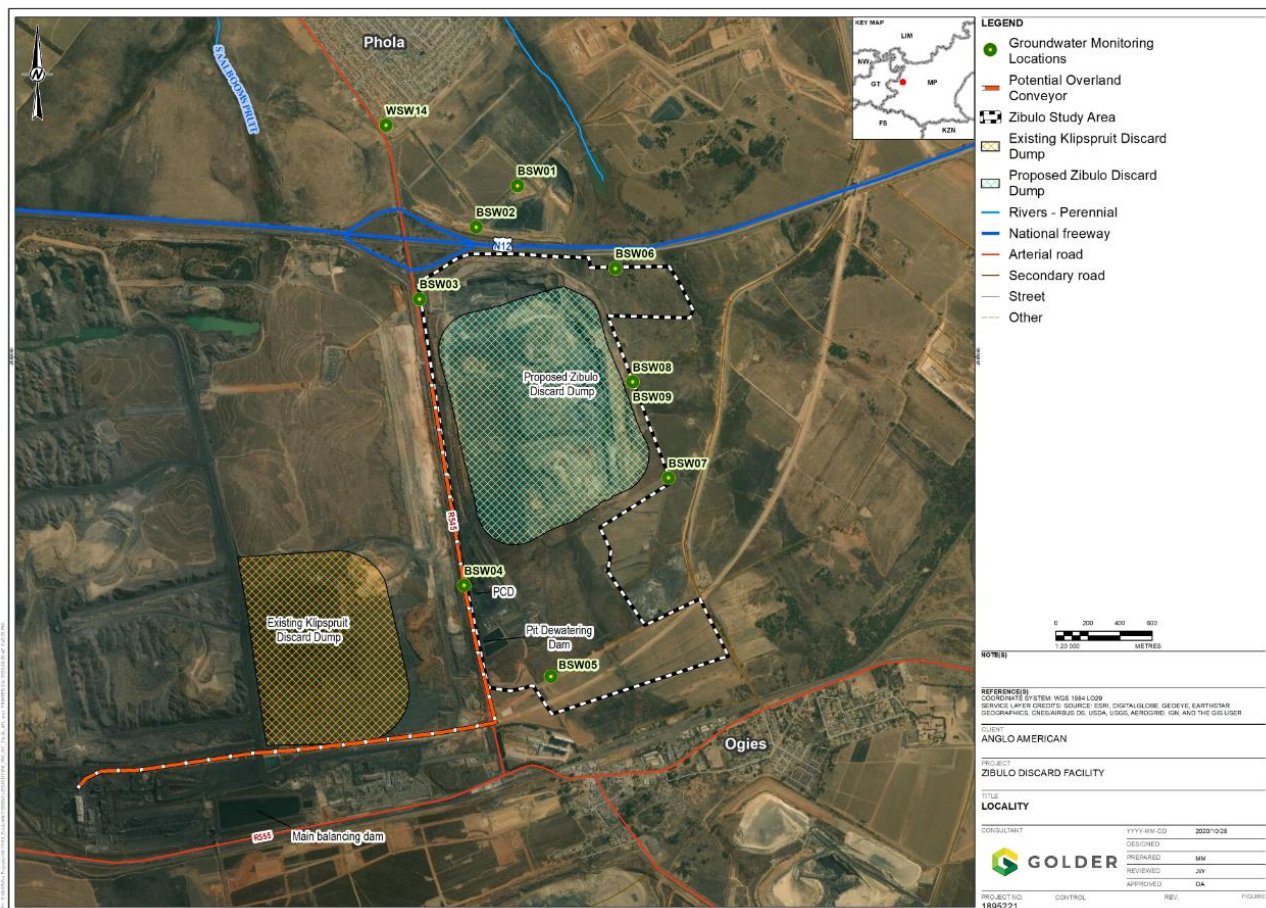 Phola
SAALBOOMSPRUIT
WSW14
BSW01
BSW02
N12
BSW06
BSW03
Proposed Zibulo
Discard Dump
BSW08
BSW09
BSW07
R545
BSW04
PCD
Existing Klipspruit
Discard Dump
Pit Dewatering
Dam
BSW05
Ogies
R555
Main balancing dam
KEY MAP
LIM
NW
GT
MP
FS
KZN
N
LEGEND
Groundwater Monitoring
Locations
Potential Overland
Conveyor
Zibulo Study Area
Existing Klipspruit Discard
Dump
Proposed Zibulo Discard
Dump
Rivers - Perennial
National freeway
Arterial road
Secondary road
Street
Other
0 200 400 600
1:20 000 METRES
NOTE(S)
REFERENCE(S)
COORDINATE SYSTEM: WGS 1984 LO29
SERVICE LAYER CREDITS: SOURCE: ESRI, DIGITALGLOBE, GEOEYE, EARTHSTAR
GEOGRAPHICS, CNES/AIRBUS DS, USDA, USGS, AEROGRID, IGN, AND THE GIS USER
CLIENT
ANGLO AMERICAN
PROJECT
ZIBULO DISCARD FACILITY
TITLE
LOCALITY
CONSULTANT
YYYY-MM-DD 2020/10/28
DESIGNED
PREPARED MM
REVIEWED JW
APPROVED OA
GOLDER
PROJECT NO. CONTROL REV. FIGURE
1895221